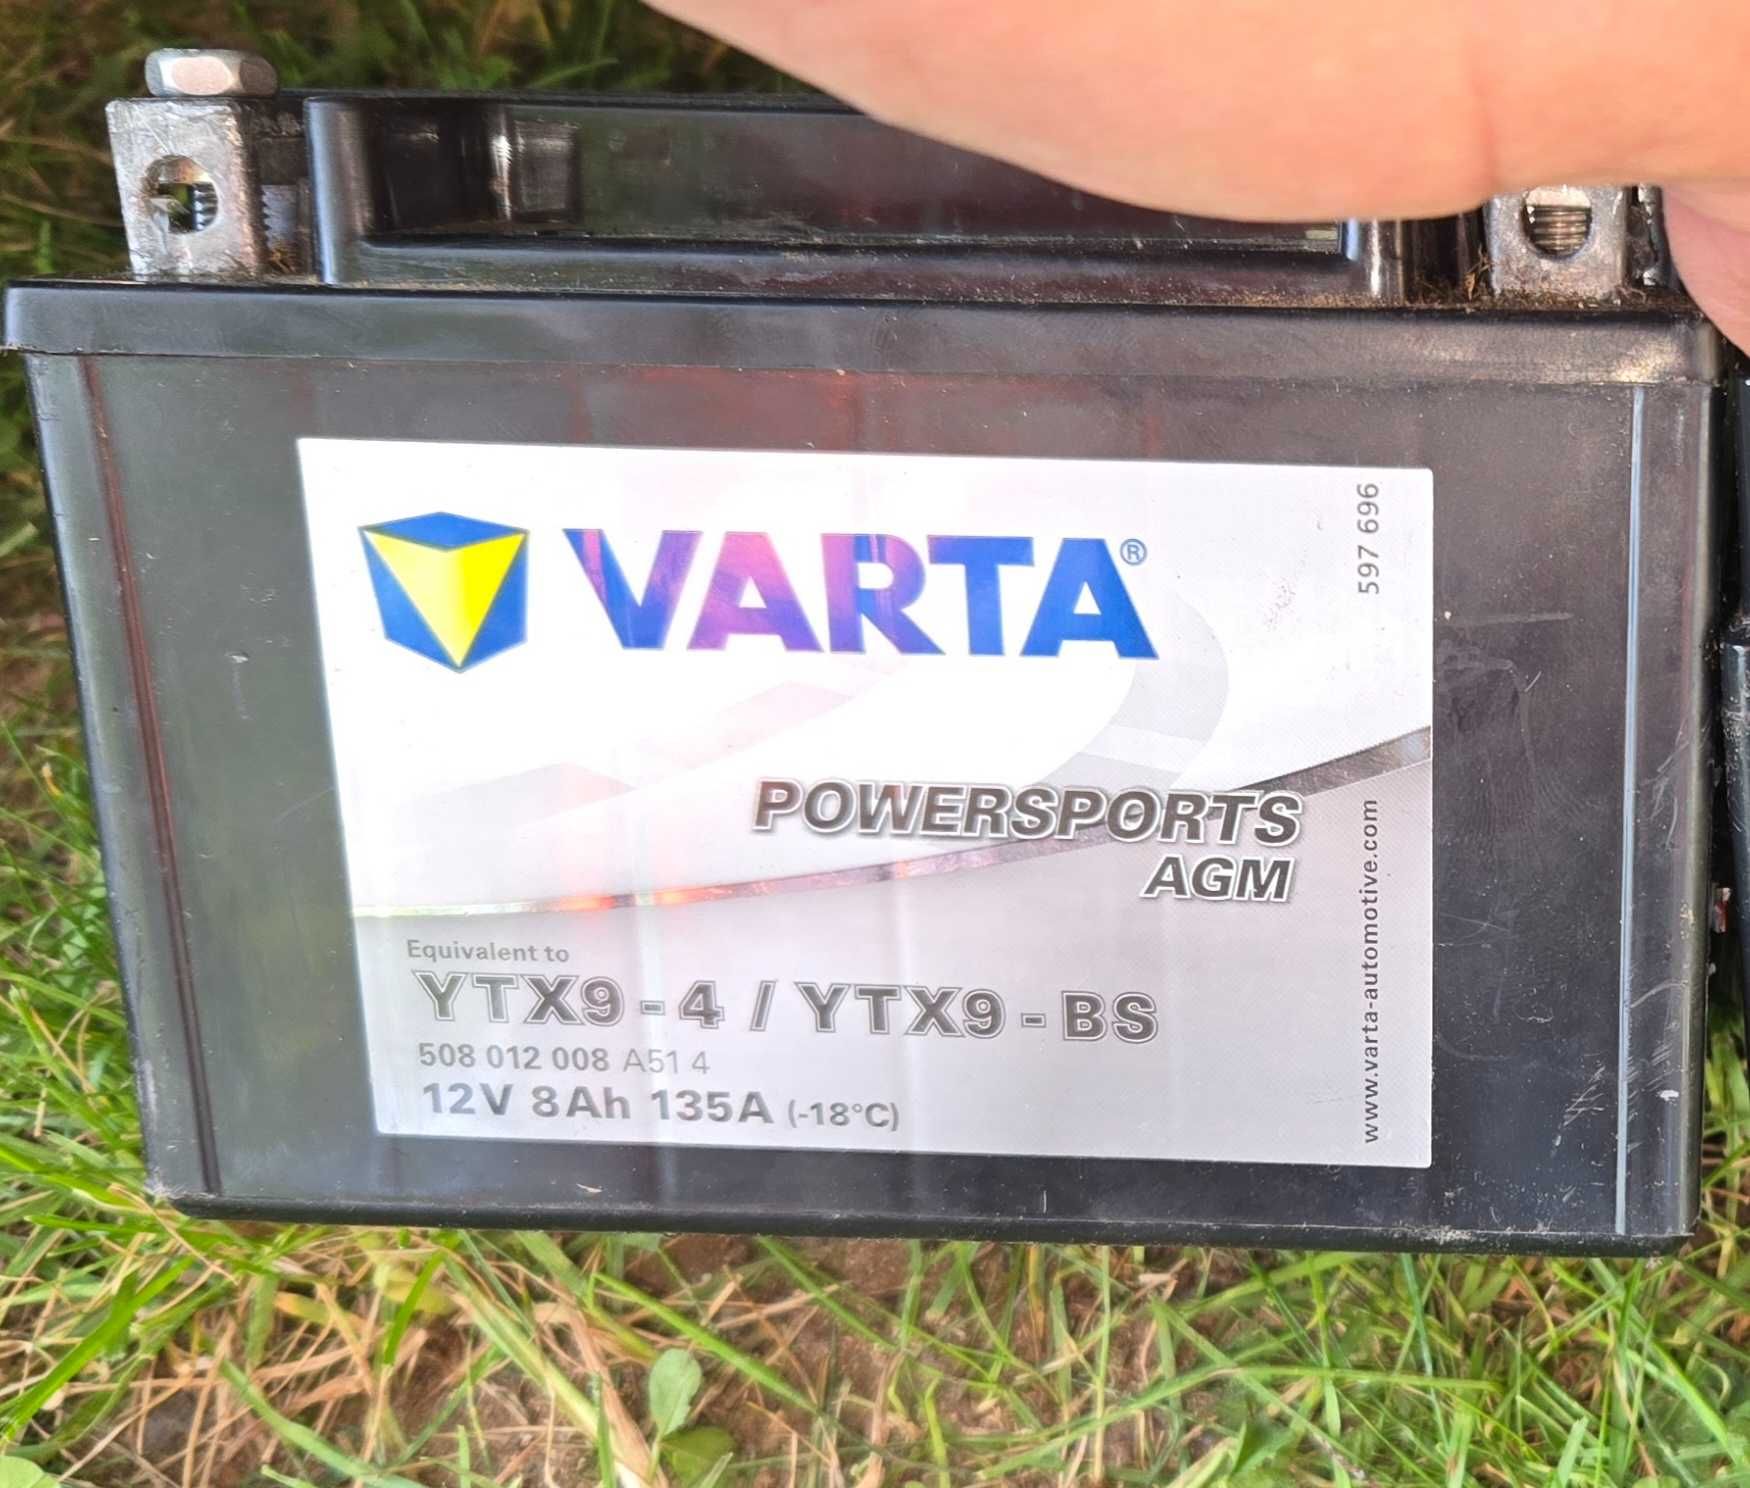 VARTA®
597 696
POWERSPORTS
AGM
www.varta-automotive.com
Equivalent to
YTX9-4 / YTX9-BS
508 012 008 A51 4
12V 8Ah 135A (-18°C)